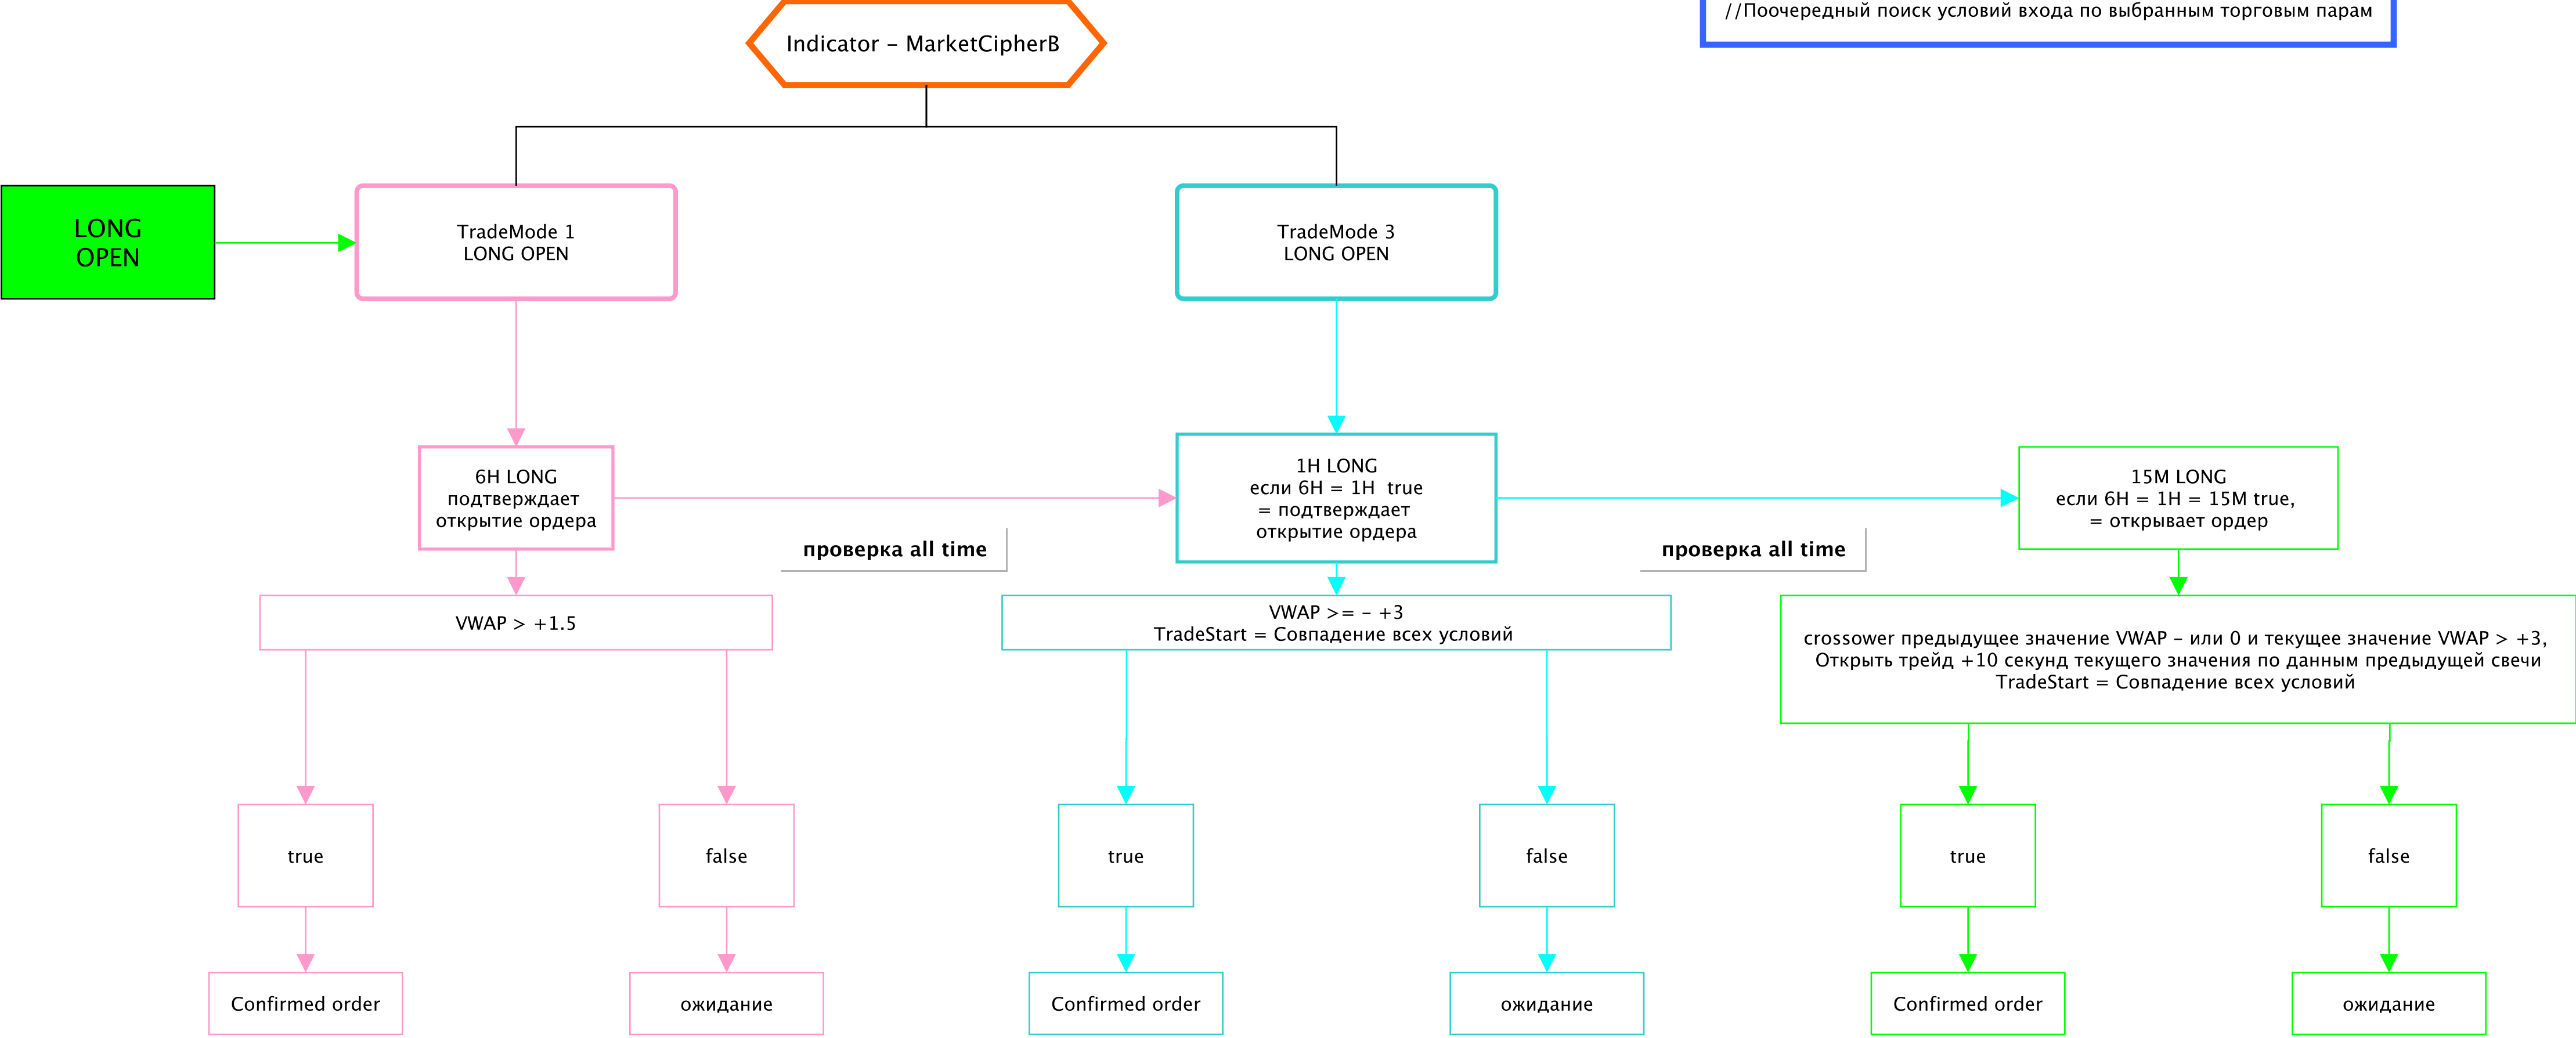 //Поочередный поиск условий входа по выбранным торговым парам
Indicator – MarketCipherB
LONG
OPEN
TradeMode 1
LONG OPEN
TradeMode 3
LONG OPEN
6H LONG
подтверждает
открытие ордера
1H LONG
если 6H = 1H  true
= подтверждает
открытие ордера
15M LONG
если 6H = 1H = 15M true,
= открывает ордер
проверка all time
проверка all time
VWAP > +1.5
VWAP >= – +3
TradeStart = Совпадение всех условий
crossower предыдущее значение VWAP – или 0 и текущее значение VWAP > +3,
Открыть трейд +10 секунд текущего значения по данным предыдущей свечи
TradeStart = Совпадение всех условий
true
false
true
false
true
false
Confirmed order
ожидание
Confirmed order
ожидание
Confirmed order
ожидание